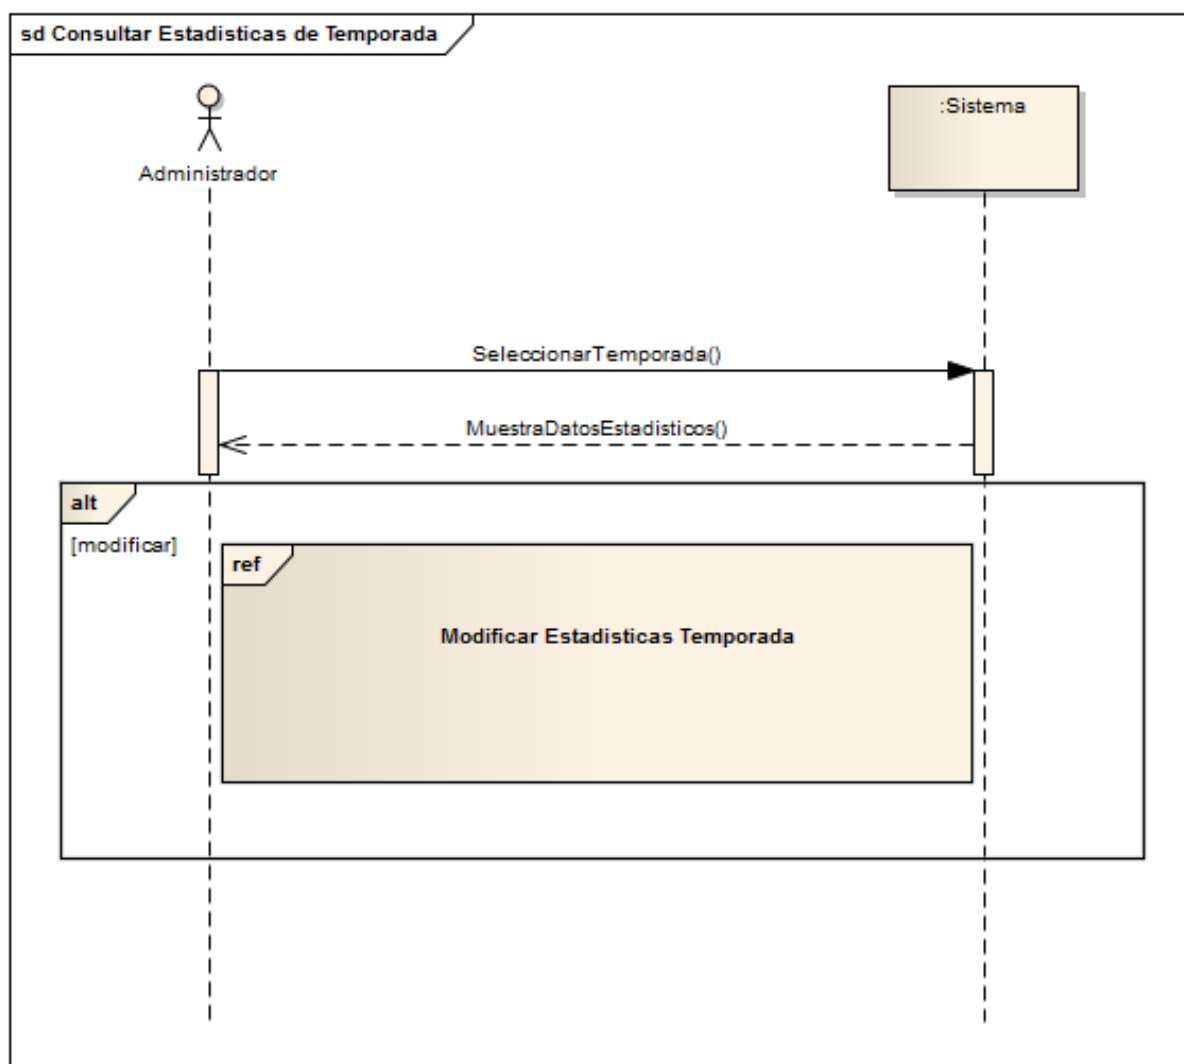 sd Consultar Estadisticas de Temporada
:Sistema
Administrador
SeleccionarTemporada()
MuestraDatosEstadisticos()
alt
[modificar]
ref
Modificar Estadisticas Temporada